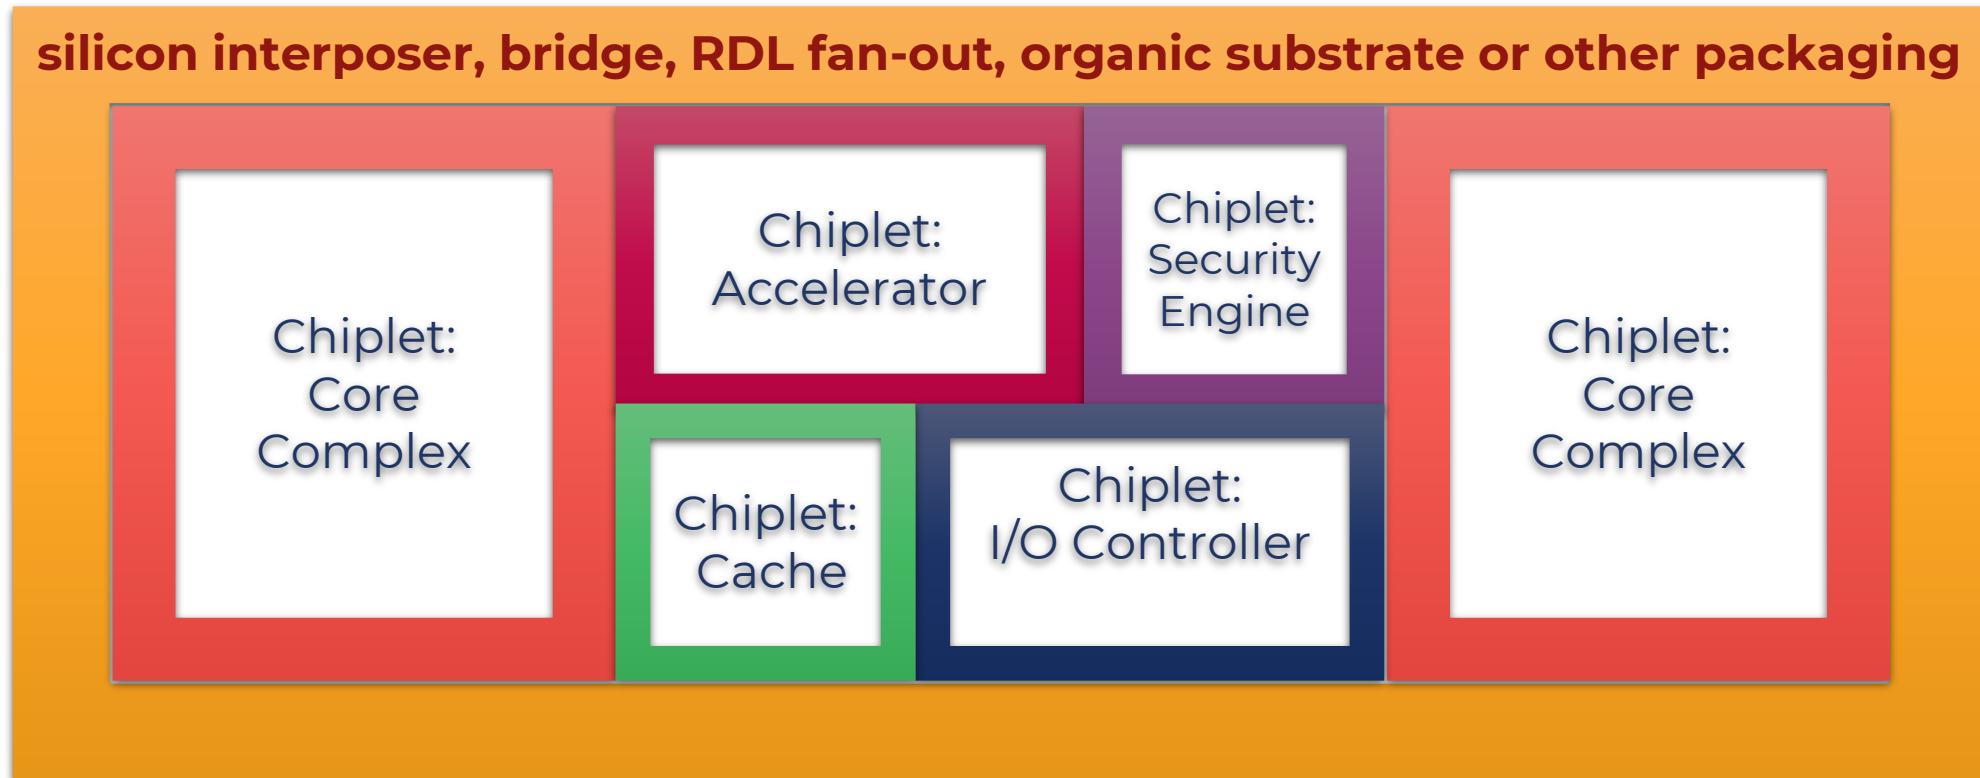 silicon interposer, bridge, RDL fan-out, organic substrate or other packaging
Chiplet:
Core
Complex
Chiplet:
Accelerator
Chiplet:
Security
Engine
Chiplet:
Cache
Chiplet:
I/O Controller
Chiplet:
Core
Complex